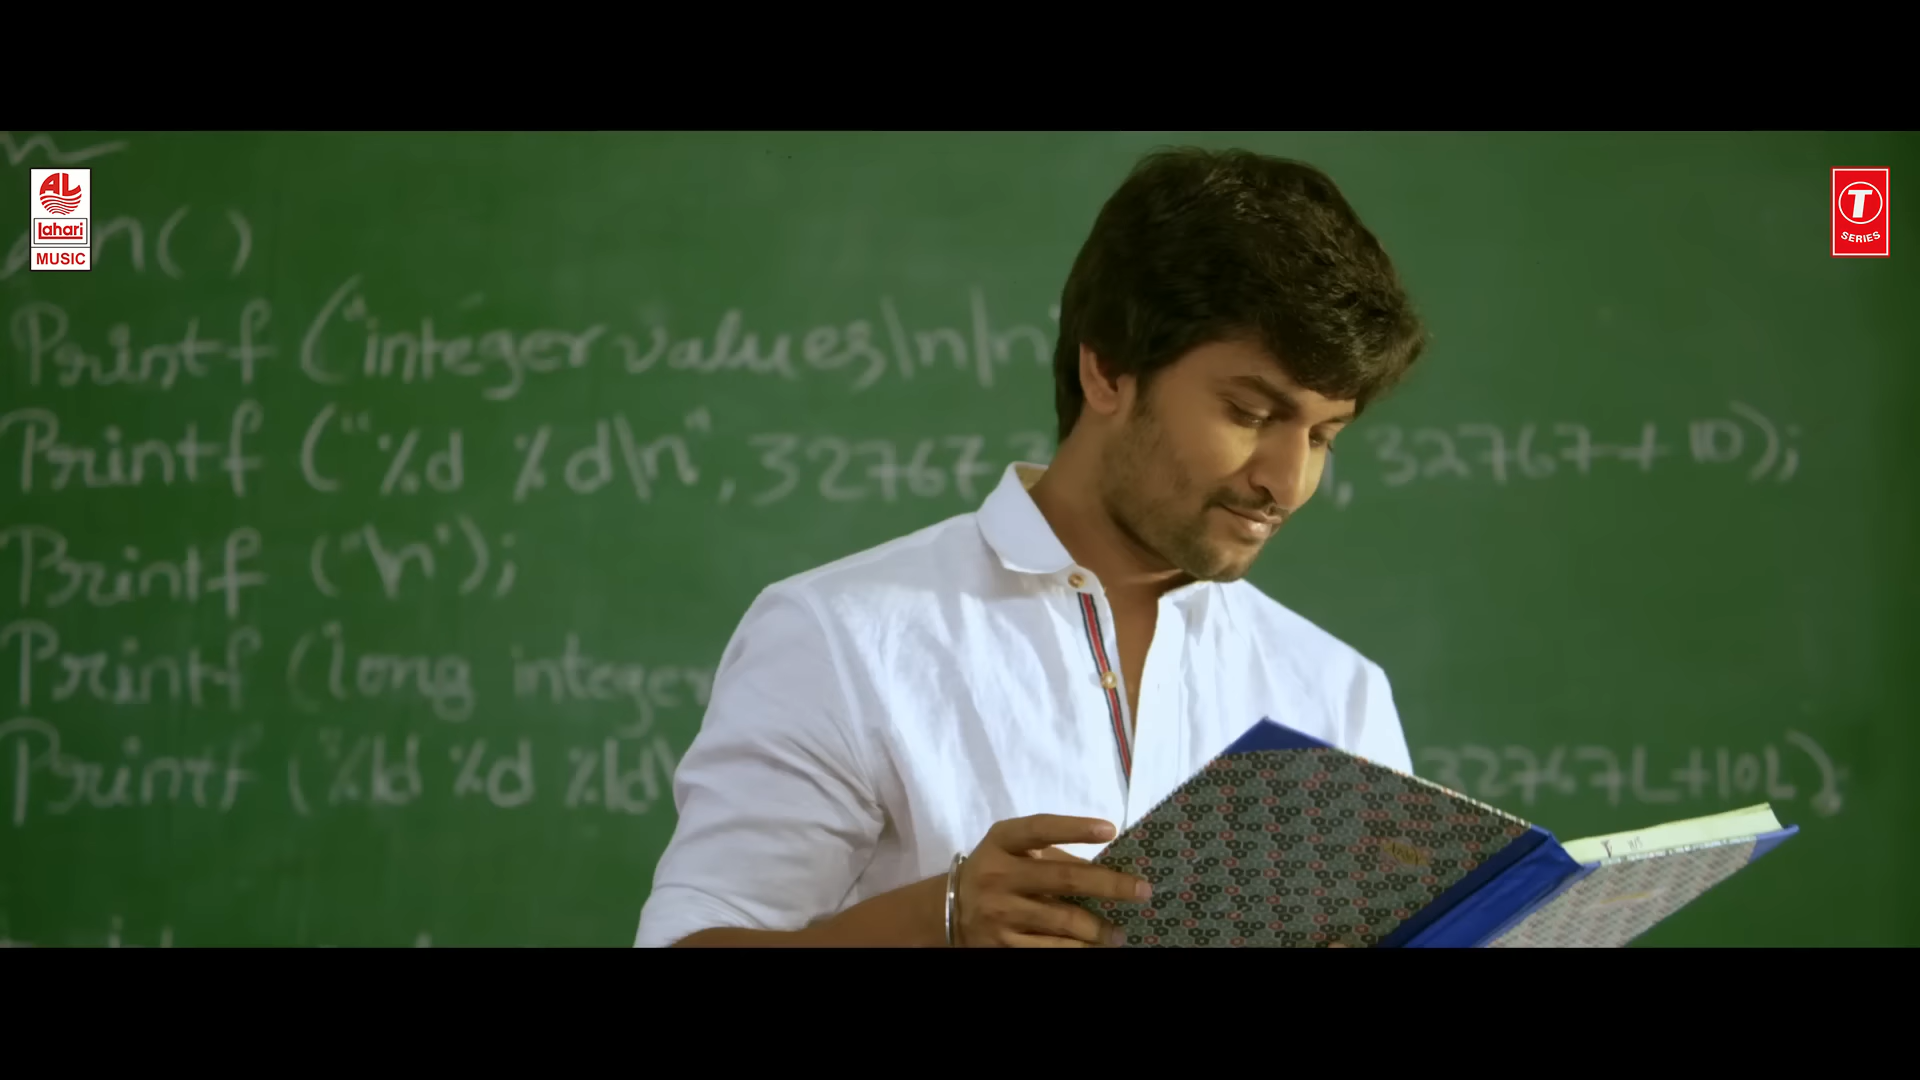 AL
lahari
MUSIC
T
SERIES
n()
Printf ("integer values\n\n
Printf ("%d %d\n", 32767 , 32767 + 10);
Printf ("\n");
Printf (long integer
Printf ("%ld %d %ld\ 32767L+10L);